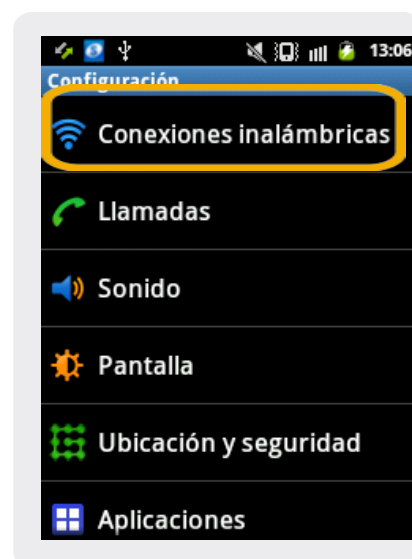 13:06
Configuración
Conexiones inalámbricas
Llamadas
Sonido
Pantalla
Ubicación y seguridad
Aplicaciones